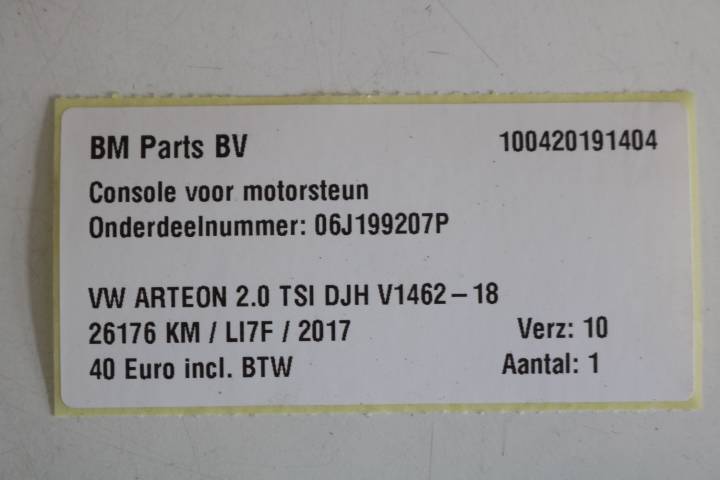 BM Parts BV 100420191404
Console voor motorsteun
Onderdeelnummer: 06J199207P
VW ARTEON 2.0 TSI DJH V1462-18
26176 KM / LI7F / 2017 Verz: 10
40 Euro incl. BTW Aantal: 1